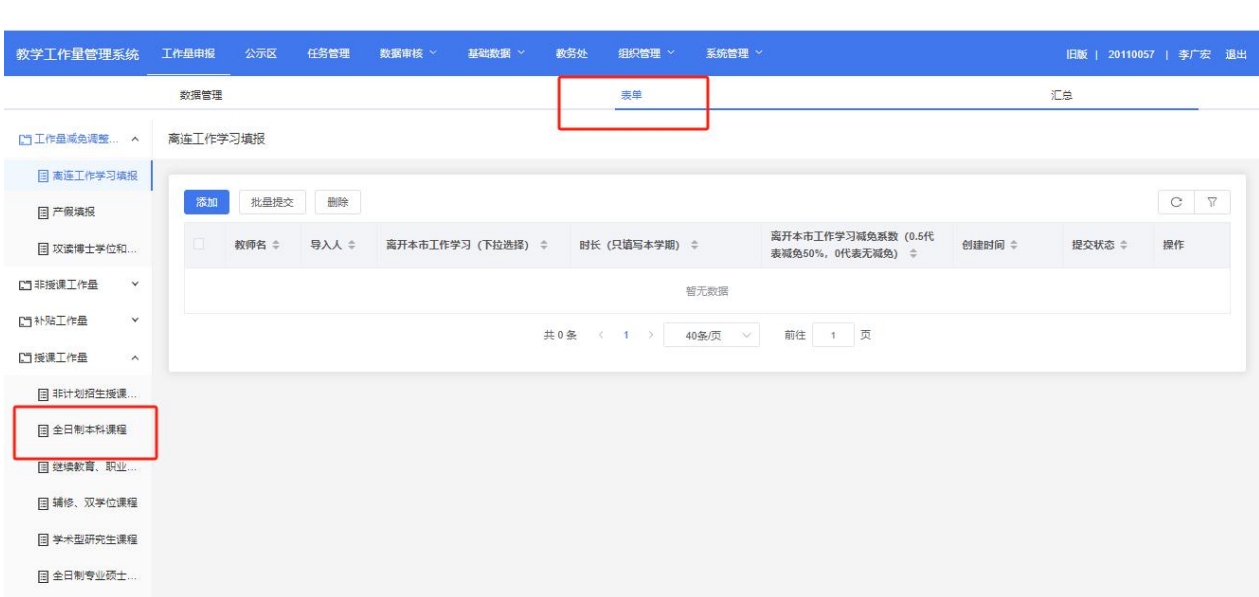 教学工作量管理系统 工作量申报 公示区 任务管理 数据审核 基础数据 教务处 组织管理 系统管理 旧版 | 20110057 | 李广宏 退出
数据管理 表单 汇总
工作量减免调整...
离连工作学习填报
离连工作学习填报
产假填报
攻读博士学位和...
非授课工作量
补贴工作量
授课工作量
非计划招生授课...
全日制本科课程
继续教育、职业...
辅修、双学位课程
学术型研究生课程
全日制专业硕士...
添加 批量提交 删除
教师名 导入人 离开本市工作学习（下拉选择） 时长（只填写本学期） 离开本市工作学习减免系数（0.5代
表减免50%，0代表无减免） 创建时间 提交状态 操作
暂无数据
共 0 条 1 40条/页 前往 1 页